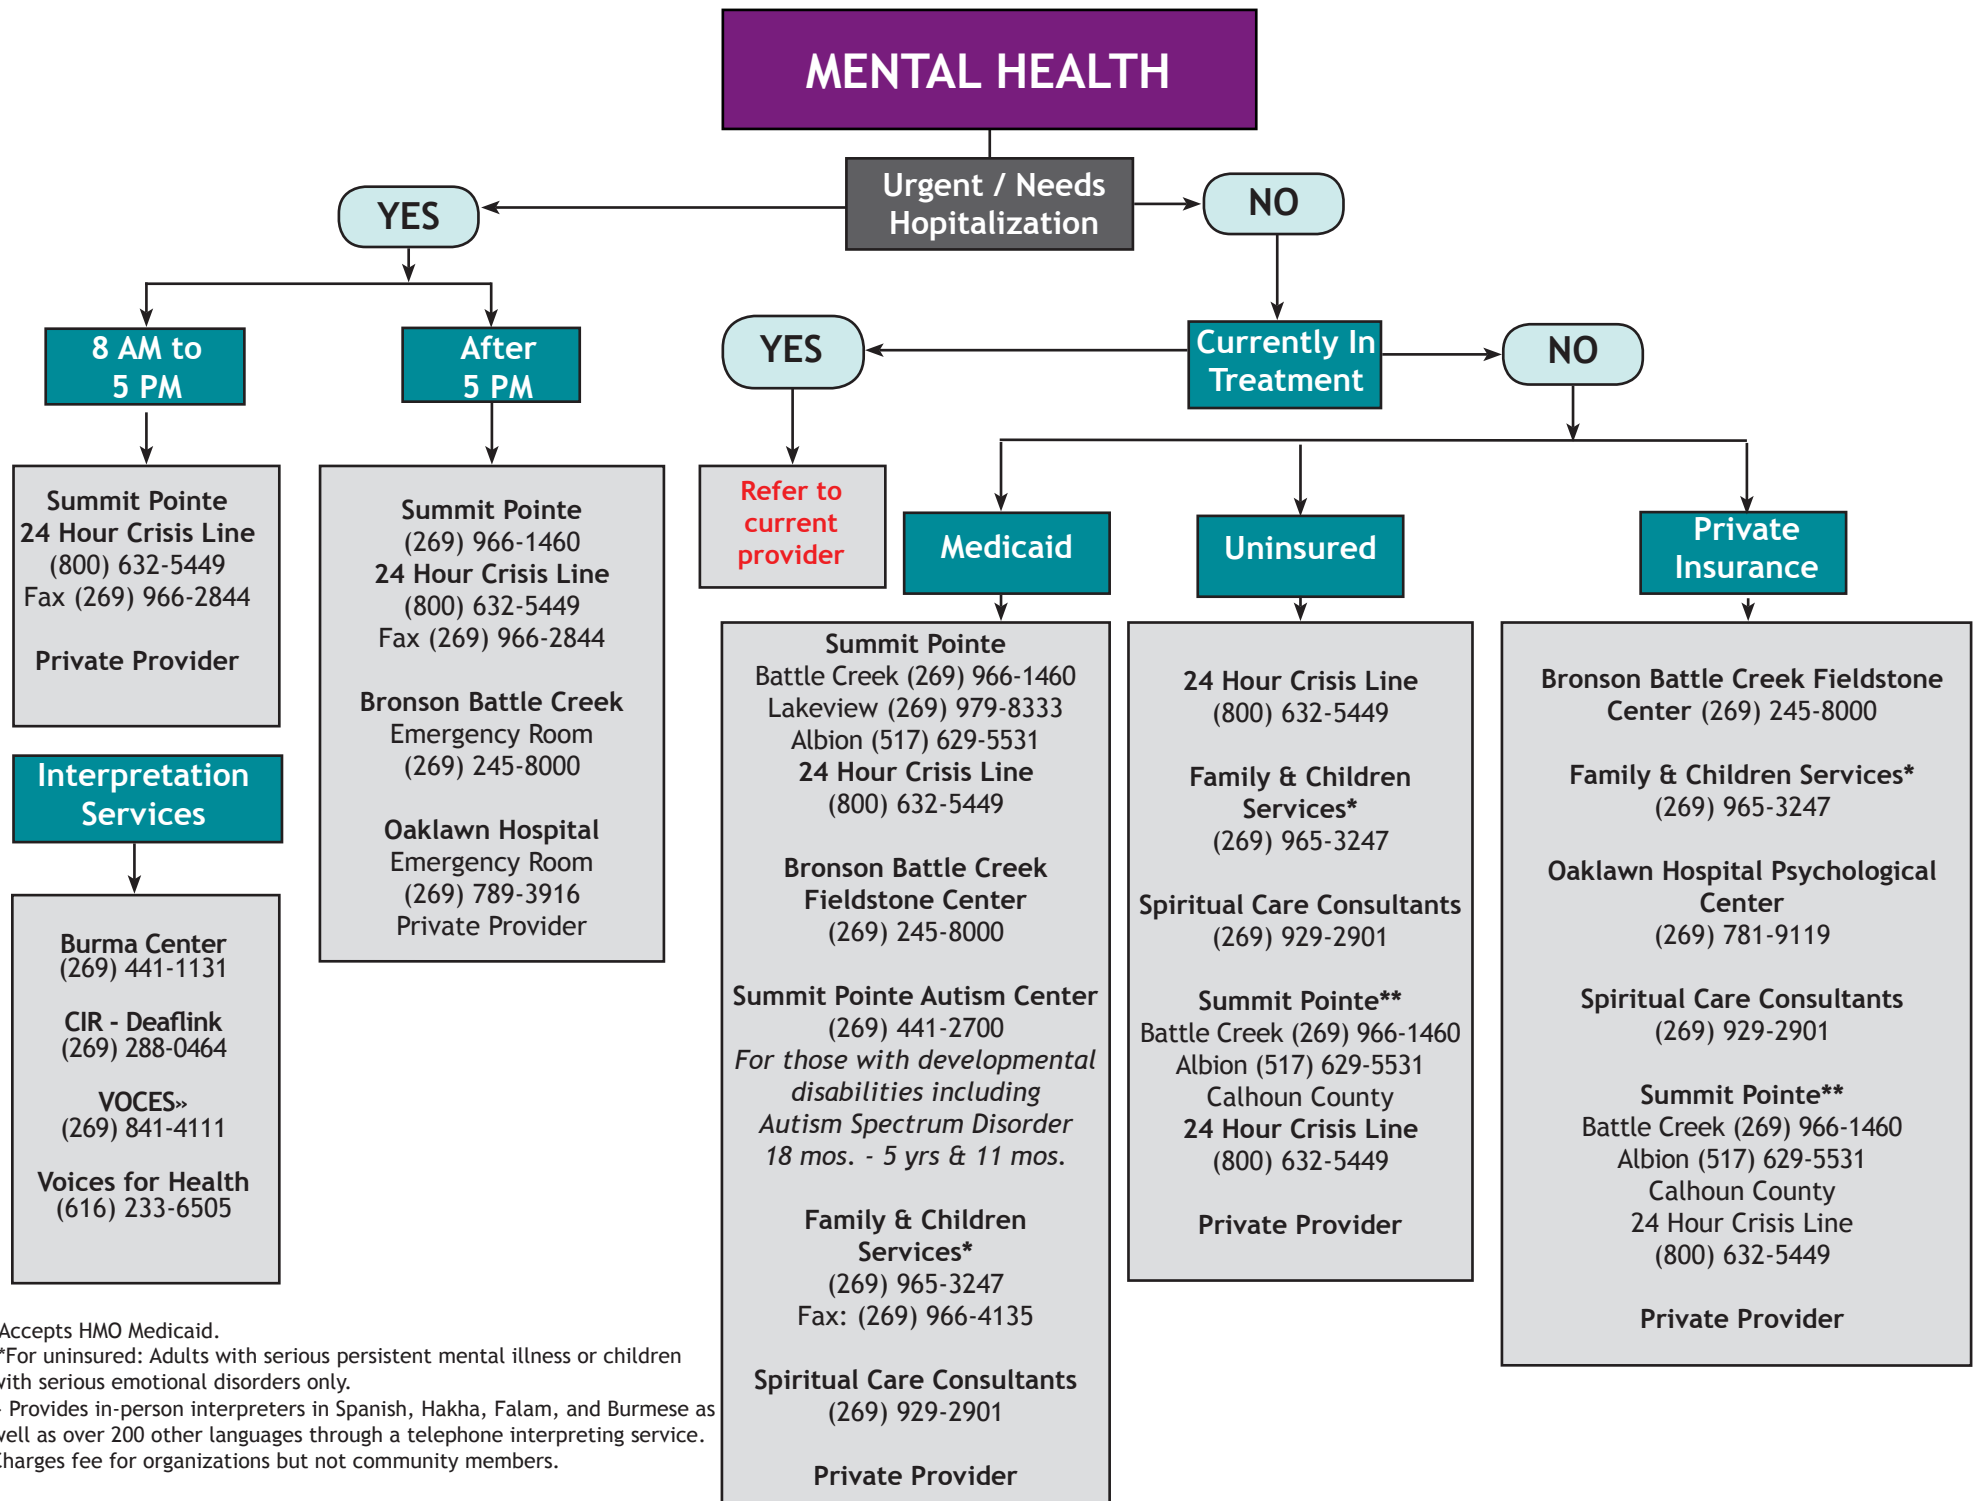 MENTAL HEALTH
Urgent / Needs
Hopitalization
YES
NO
8 AM to
5 PM
After
5 PM
YES
Currently In
Treatment
NO
Summit Pointe
24 Hour Crisis Line
(800) 632-5449
Fax (269) 966-2844
Private Provider
Summit Pointe
(269) 966-1460
24 Hour Crisis Line
(800) 632-5449
Fax (269) 966-2844
Bronson Battle Creek
Emergency Room
(269) 245-8000
Oaklawn Hospital
Emergency Room
(269) 789-3916
Private Provider
Refer to
current
provider
Medicaid
Uninsured
Private
Insurance
Summit Pointe
Battle Creek (269) 966-1460
Lakeview (269) 979-8333
Albion (517) 629-5531
24 Hour Crisis Line
(800) 632-5449
Bronson Battle Creek
Fieldstone Center
(269) 245-8000
Summit Pointe Autism Center
(269) 441-2700
For those with developmental
disabilities including
Autism Spectrum Disorder
18 mos. - 5 yrs & 11 mos.
Family & Children
Services*
(269) 965-3247
Fax: (269) 966-4135
Spiritual Care Consultants
(269) 929-2901
Private Provider
24 Hour Crisis Line
(800) 632-5449
Family & Children
Services*
(269) 965-3247
Spiritual Care Consultants
(269) 929-2901
Summit Pointe**
Battle Creek (269) 966-1460
Albion (517) 629-5531
Calhoun County
24 Hour Crisis Line
(800) 632-5449
Private Provider
Bronson Battle Creek Fieldstone
Center (269) 245-8000
Family & Children Services*
(269) 965-3247
Oaklawn Hospital Psychological
Center
(269) 781-9119
Spiritual Care Consultants
(269) 929-2901
Summit Pointe**
Battle Creek (269) 966-1460
Albion (517) 629-5531
Calhoun County
24 Hour Crisis Line
(800) 632-5449
Private Provider
Interpretation
Services
Burma Center
(269) 441-1131
CIR - Deaflink
(269) 288-0464
VOCES»
(269) 841-4111
Voices for Health
(616) 233-6505
Accepts HMO Medicaid.
*For uninsured: Adults with serious persistent mental illness or children
with serious emotional disorders only.
Provides in-person interpreters in Spanish, Hakha, Falam, and Burmese as
well as over 200 other languages through a telephone interpreting service.
Charges fee for organizations but not community members.